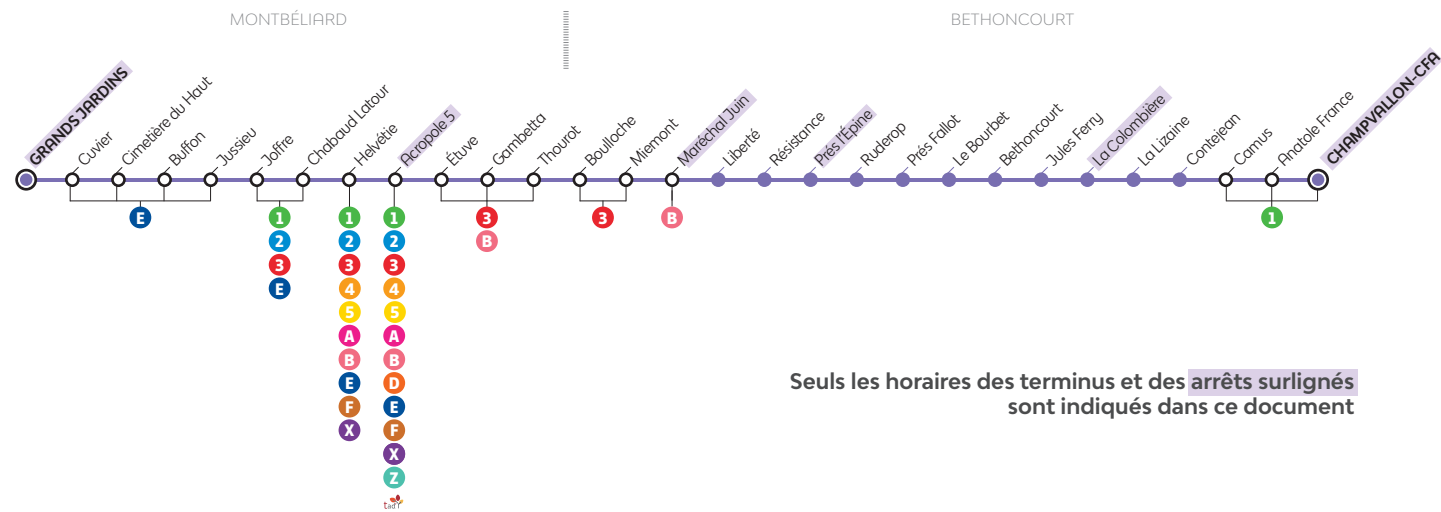 MONTBÉLIARD
BETHONCOURT
GRANDS JARDINS
Cuvier
Cimetière du Haut
Buffon
Jussieu
Joffre
Chabaud Latour
Helvétie
Acropole 5
Étuve
Gambetta
Thourot
Boulloche
Miemont
Maréchal Juin
Liberté
Résistance
Prés l'Épine
Ruderop
Prés Fallot
Le Bourbet
Bethoncourt
Jules Ferry
La Colombière
La Lizaine
Contejean
Camus
Anatole France
CHAMPVALLON-CFA
E
1
2
3
E
1
2
3
4
5
A
B
E
F
X
1
2
3
4
5
A
B
D
E
F
X
Z
tad
3
B
3
B
1
Seuls les horaires des terminus et des arrêts surlignés
sont indiqués dans ce document